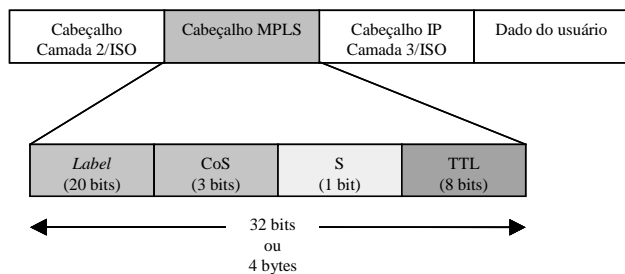 Cabeçalho
Camada 2/ISO
Cabeçalho MPLS
Cabeçalho IP
Camada 3/ISO
Dado do usuário
Label
(20 bits)
CoS
(3 bits)
S
(1 bit)
TTL
(8 bits)
32 bits
ou
4 bytes